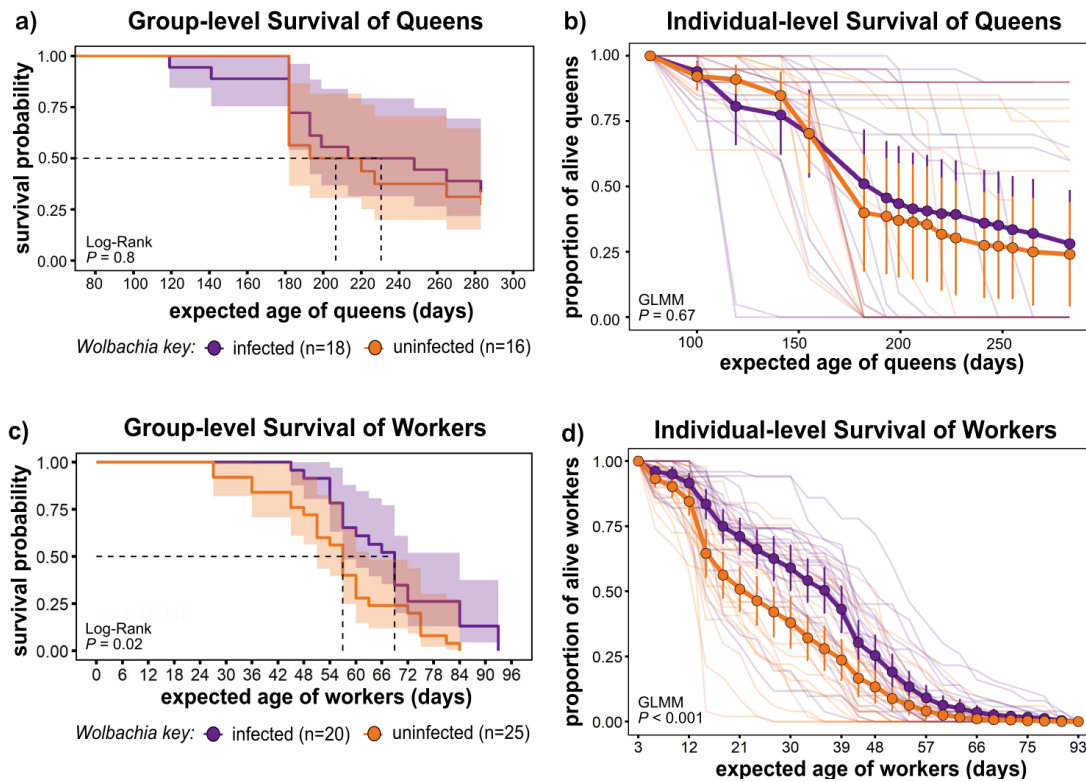 a) Group-level Survival of Queens
survival probability
1.00
0.75
0.50
0.25
0.00
Log-Rank
P = 0.8
80 100 120 140 160 180 200 220 240 260 280 300
expected age of queens (days)
b) Individual-level Survival of Queens
proportion of alive queens
1.00
0.75
0.50
0.25
0.00
GLMM
P = 0.67
100 150 200 250
expected age of queens (days)
Wolbachia key: infected (n=18) uninfected (n=16)
c) Group-level Survival of Workers
survival probability
1.00
0.75
0.50
0.25
0.00
Log-Rank
P = 0.02
0 6 12 18 24 30 36 42 48 54 60 66 72 78 84 90 96
expected age of workers (days)
Wolbachia key: infected (n=20) uninfected (n=25)
d) Individual-level Survival of Workers
proportion of alive workers
1.00
0.75
0.50
0.25
0.00
GLMM
P < 0.001
3 12 21 30 39 48 57 66 75 93
expected age of workers (days)